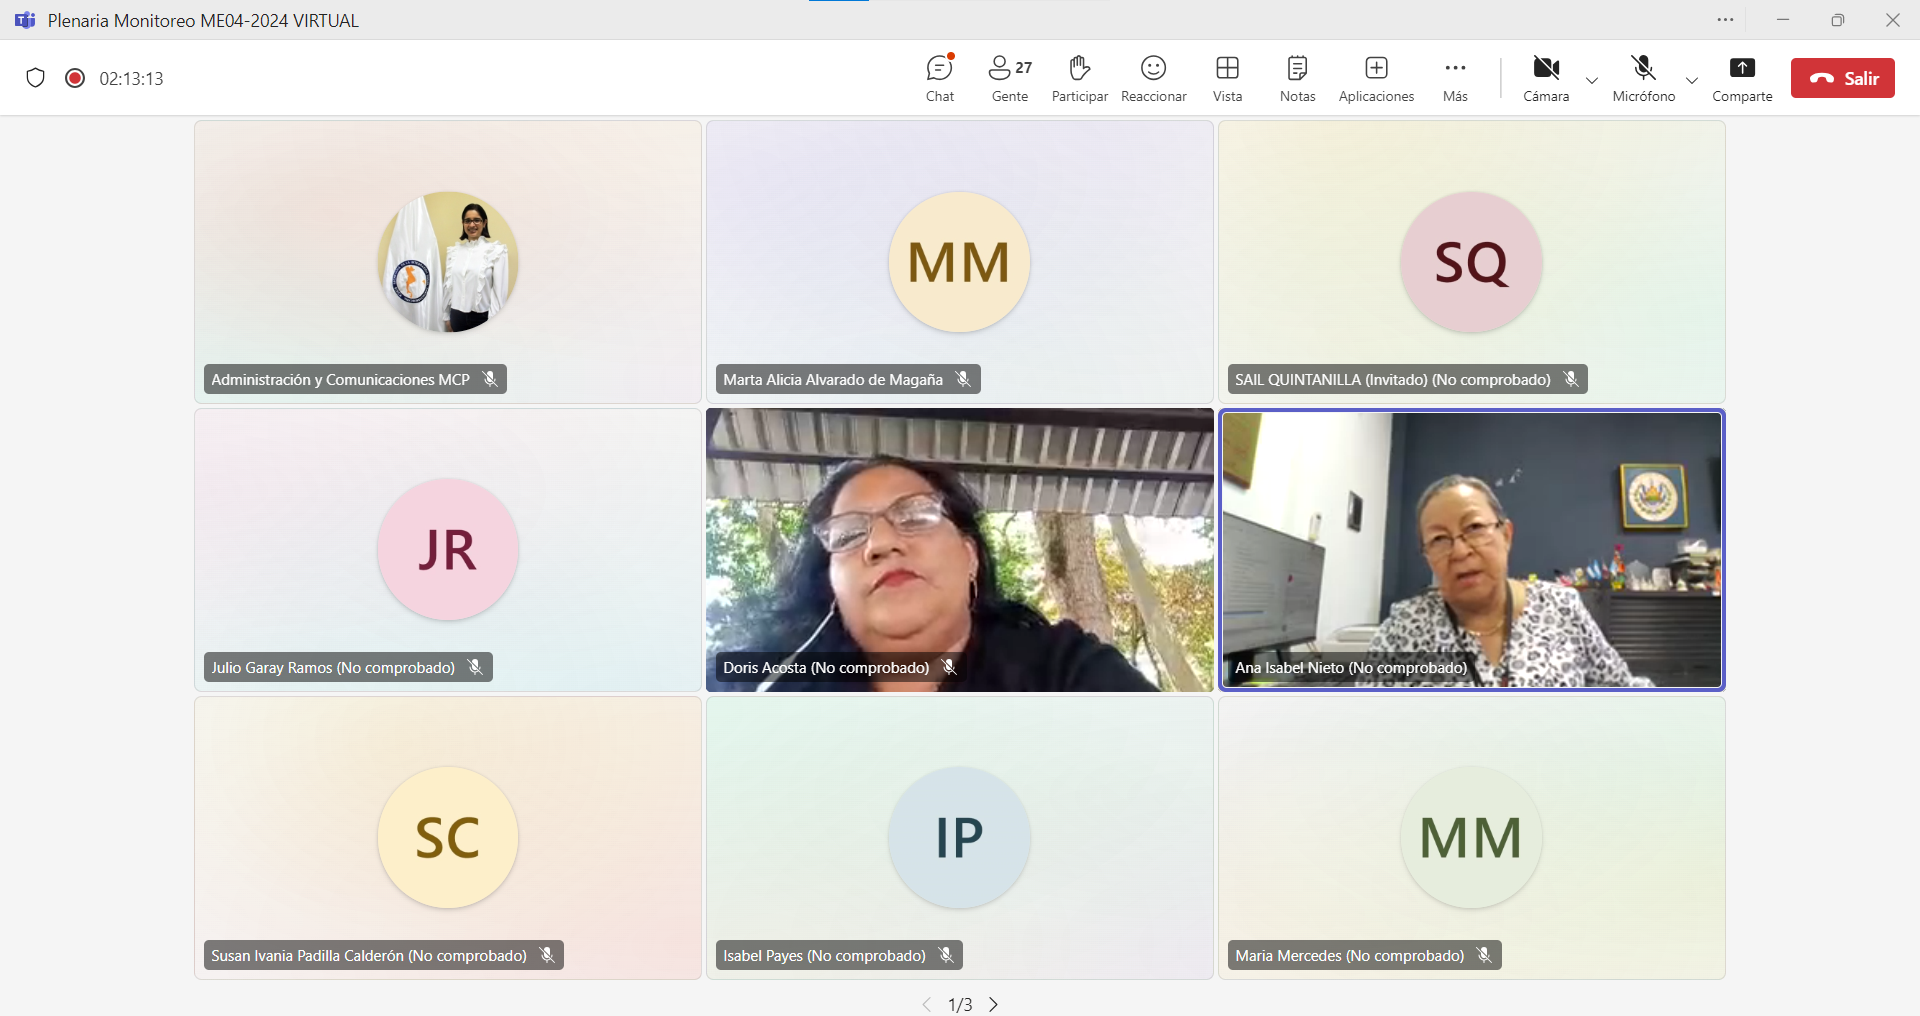 Plenaria Monitoreo ME04-2024 VIRTUAL
02:13:13
Chat
27
Gente
Participar
Reaccionar
Vista
Notas
Aplicaciones
Más
Cámara
Micrófono
Comparte
Salir
Administración y Comunicaciones MCP
MM
Marta Alicia Alvarado de Magaña
SQ
SAIL QUINTANILLA (Invitado) (No comprobado)
JR
Julio Garay Ramos (No comprobado)
Doris Acosta (No comprobado)
Ana Isabel Nieto (No comprobado)
SC
Susan Ivania Padilla Calderón (No comprobado)
IP
Isabel Payes (No comprobado)
MM
Maria Mercedes (No comprobado)
1/3